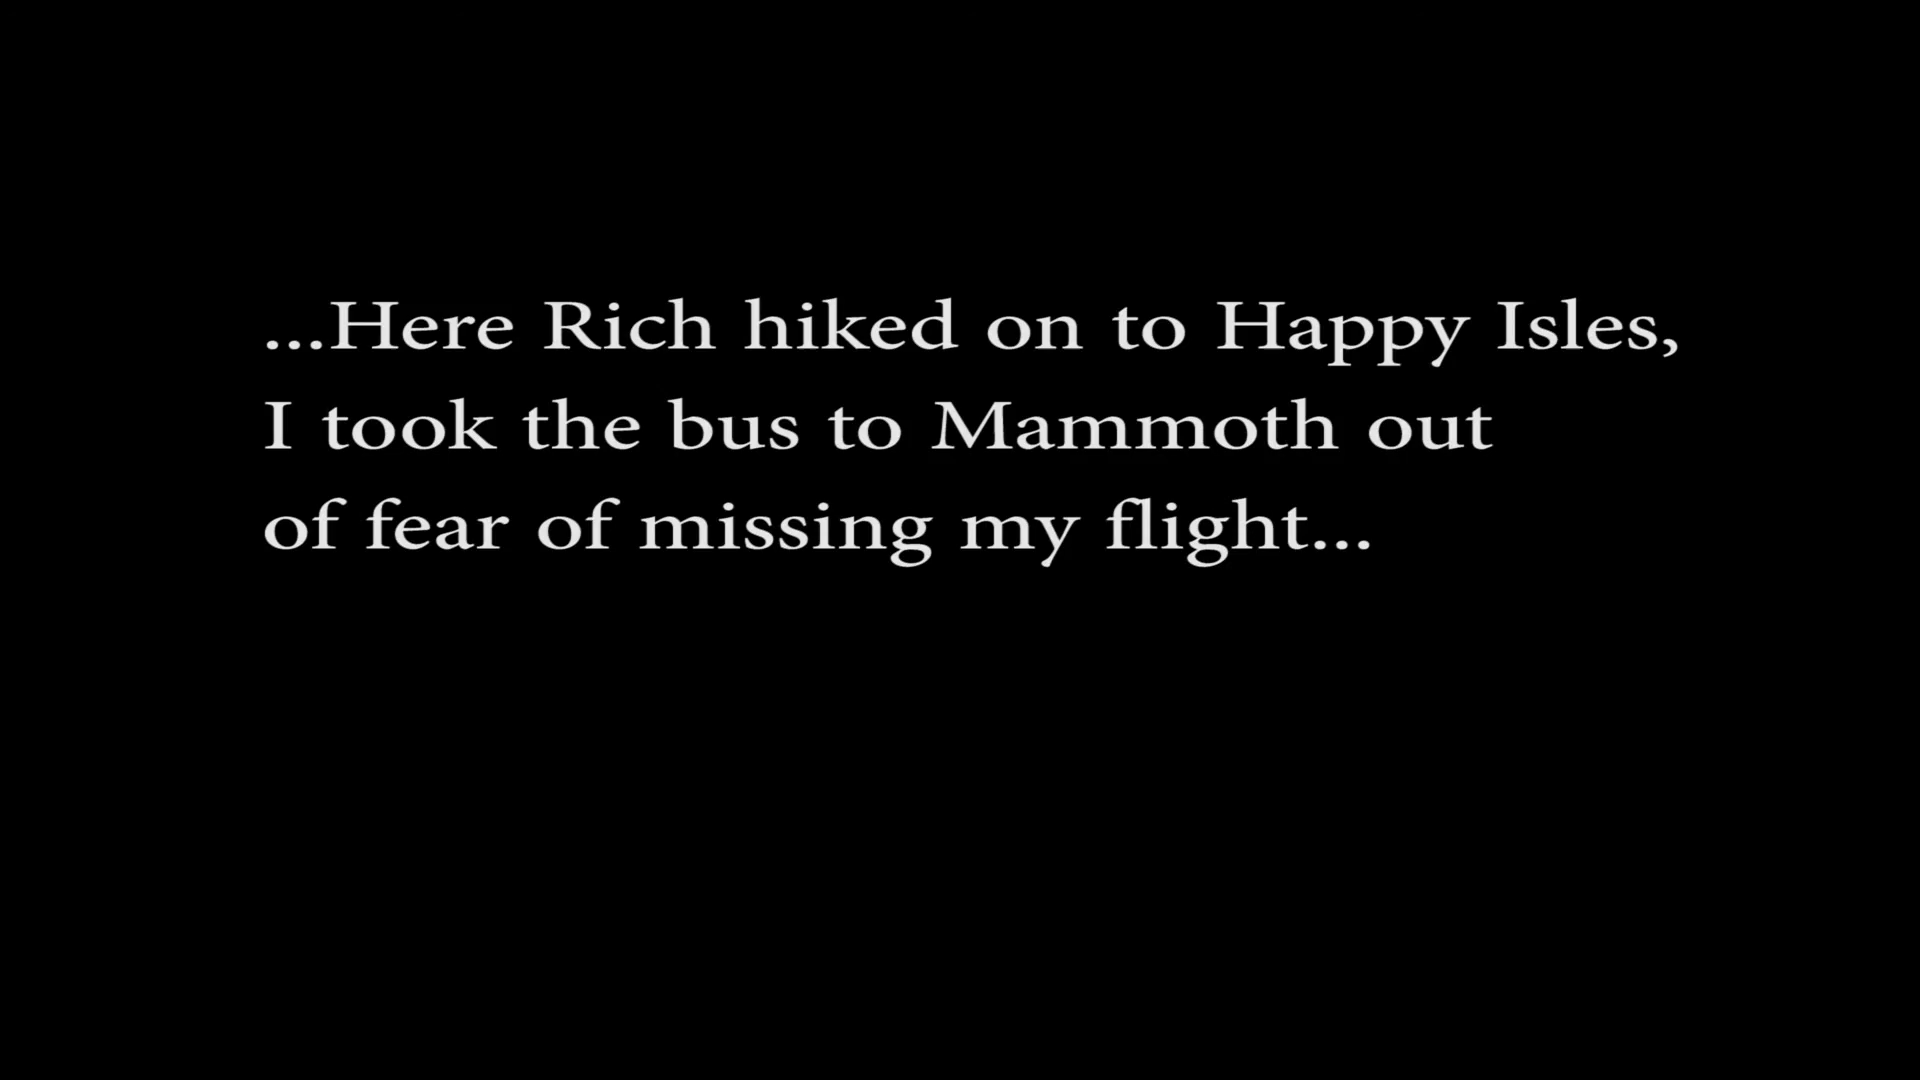 ...Here Rich hiked on to Happy Isles,
I took the bus to Mammoth out
of fear of missing my flight...